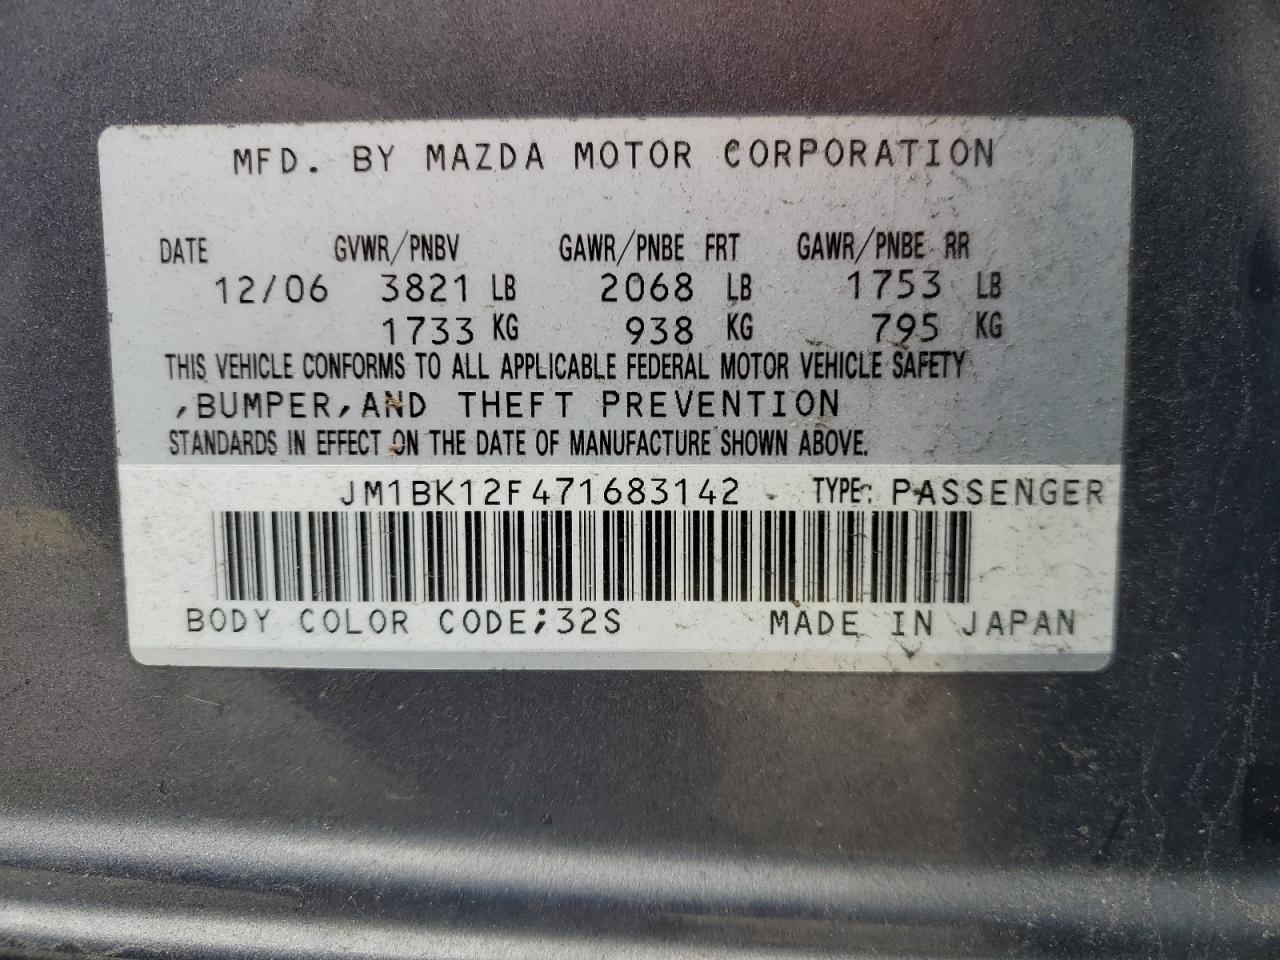 MFD. BY MAZDA MOTOR CORPORATION
DATE GVWR/PNBV GAWR/PNBE FRT GAWR/PNBE RR
12/06 3821 LB 2068 LB 1753 LB
1733 KG 938 KG 795 KG
THIS VEHICLE CONFORMS TO ALL APPLICABLE FEDERAL MOTOR VEHICLE SAFETY
,BUMPER,AND THEFT PREVENTION
STANDARDS IN EFFECT ON THE DATE OF MANUFACTURE SHOWN ABOVE.
JM1BK12F471683142 TYPE: PASSENGER
BODY COLOR CODE;32S MADE IN JAPAN